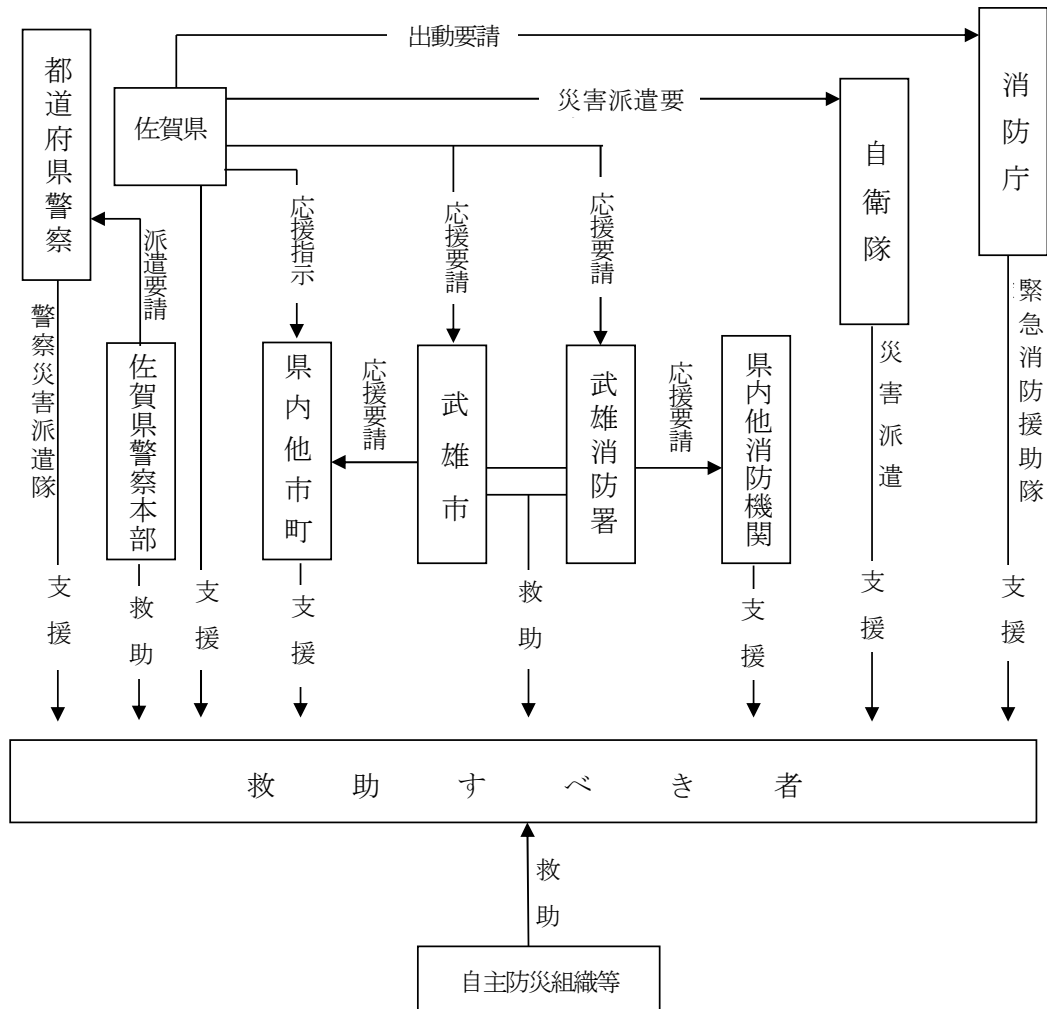 出動要請
都道府県警察
佐賀県
災害派遣要
自衛隊
消防庁
派遣要請
応援指示
応援要請
応援要請
警察災害派遣隊
佐賀県警察本部
県内他市町
応援要請
武雄市
武雄消防署
応援要請
県内他消防機関
災害派遣
緊急消防援助隊
支援
救助
支援
支援
救助
支援
支援
支援
救助すべき者
救助
自主防災組織等